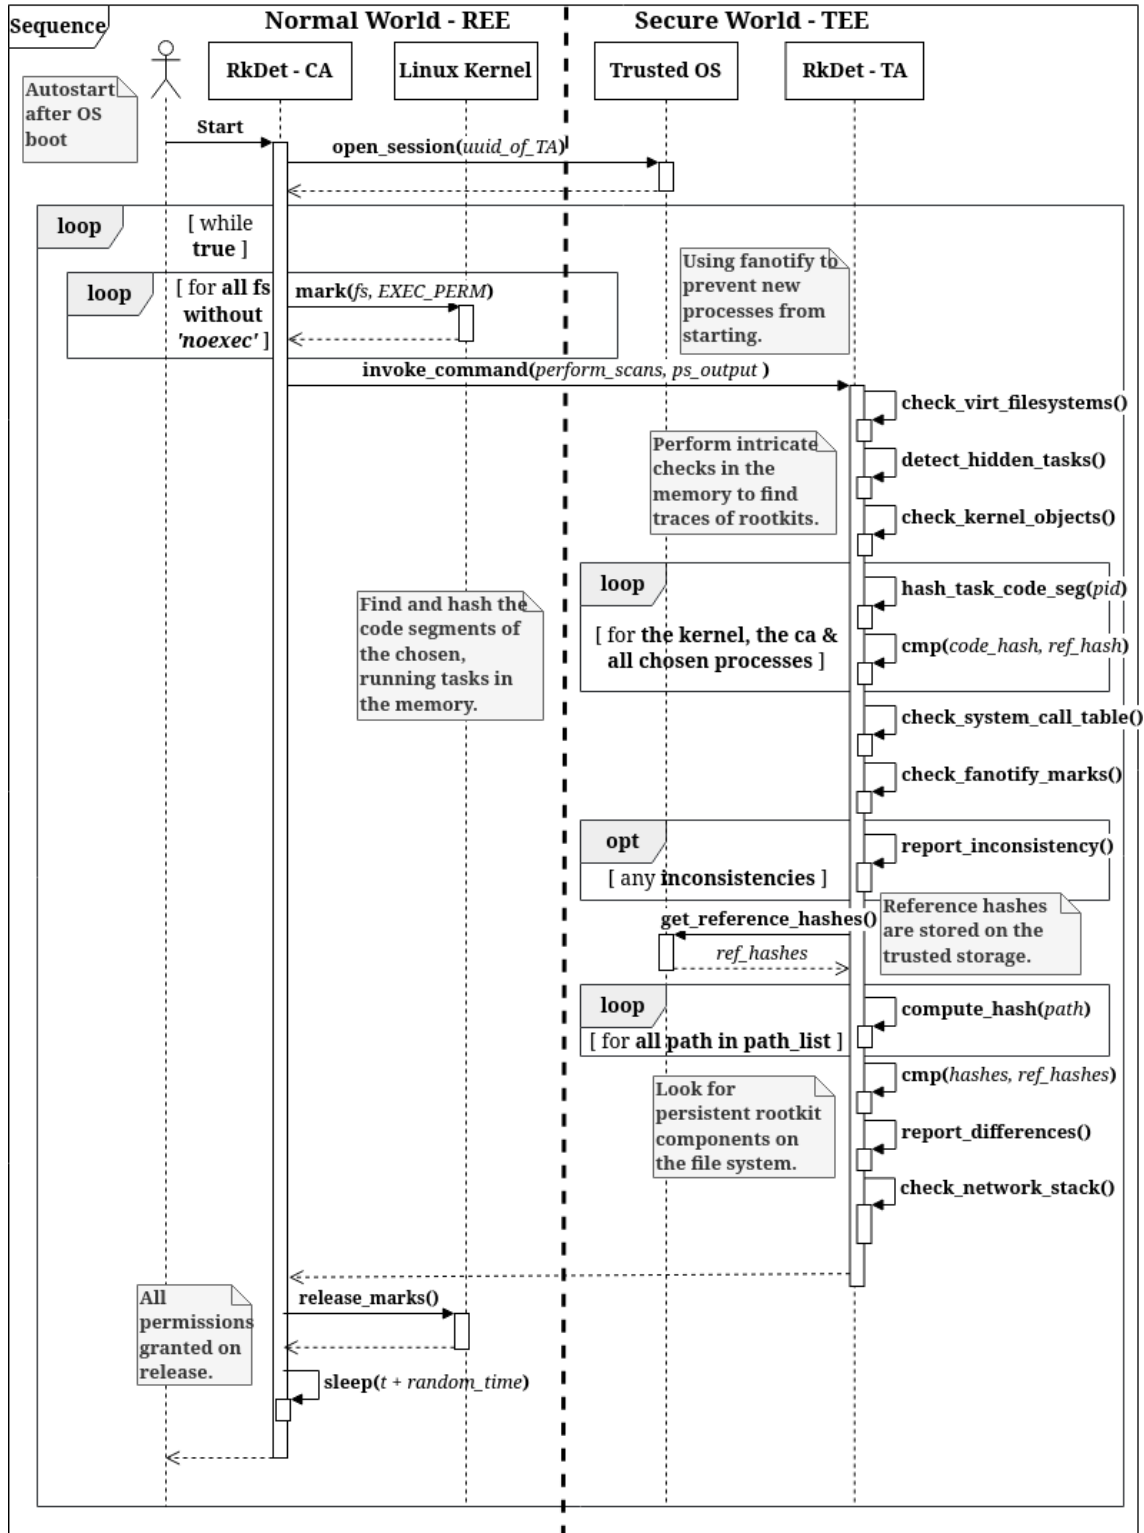 Sequence
Normal World - REE
Secure World - TEE
RkDet - CA
Linux Kernel
Trusted OS
RkDet - TA
Autostart
after OS
boot
Start
open_session(uuid_of_TA)
loop
[ while
true ]
Using fanotify to
prevent new
processes from
starting.
loop
[ for all fs
without
'noexec' ]
mark(fs, EXEC_PERM)
invoke_command(perform_scans, ps_output )
check_virt_filesystems()
Perform intricate
checks in the
memory to find
traces of rootkits.
detect_hidden_tasks()
check_kernel_objects()
loop
[ for the kernel, the ca &
all chosen processes ]
hash_task_code_seg(pid)
cmp(code_hash, ref_hash)
Find and hash the
code segments of
the chosen,
running tasks in
the memory.
check_system_call_table()
check_fanotify_marks()
opt
[ any inconsistencies ]
report_inconsistency()
get_reference_hashes()
ref_hashes
Reference hashes
are stored on the
trusted storage.
loop
[ for all path in path_list ]
compute_hash(path)
cmp(hashes, ref_hashes)
Look for
persistent rootkit
components on
the file system.
report_differences()
check_network_stack()
All
permissions
granted on
release.
release_marks()
sleep(t + random_time)